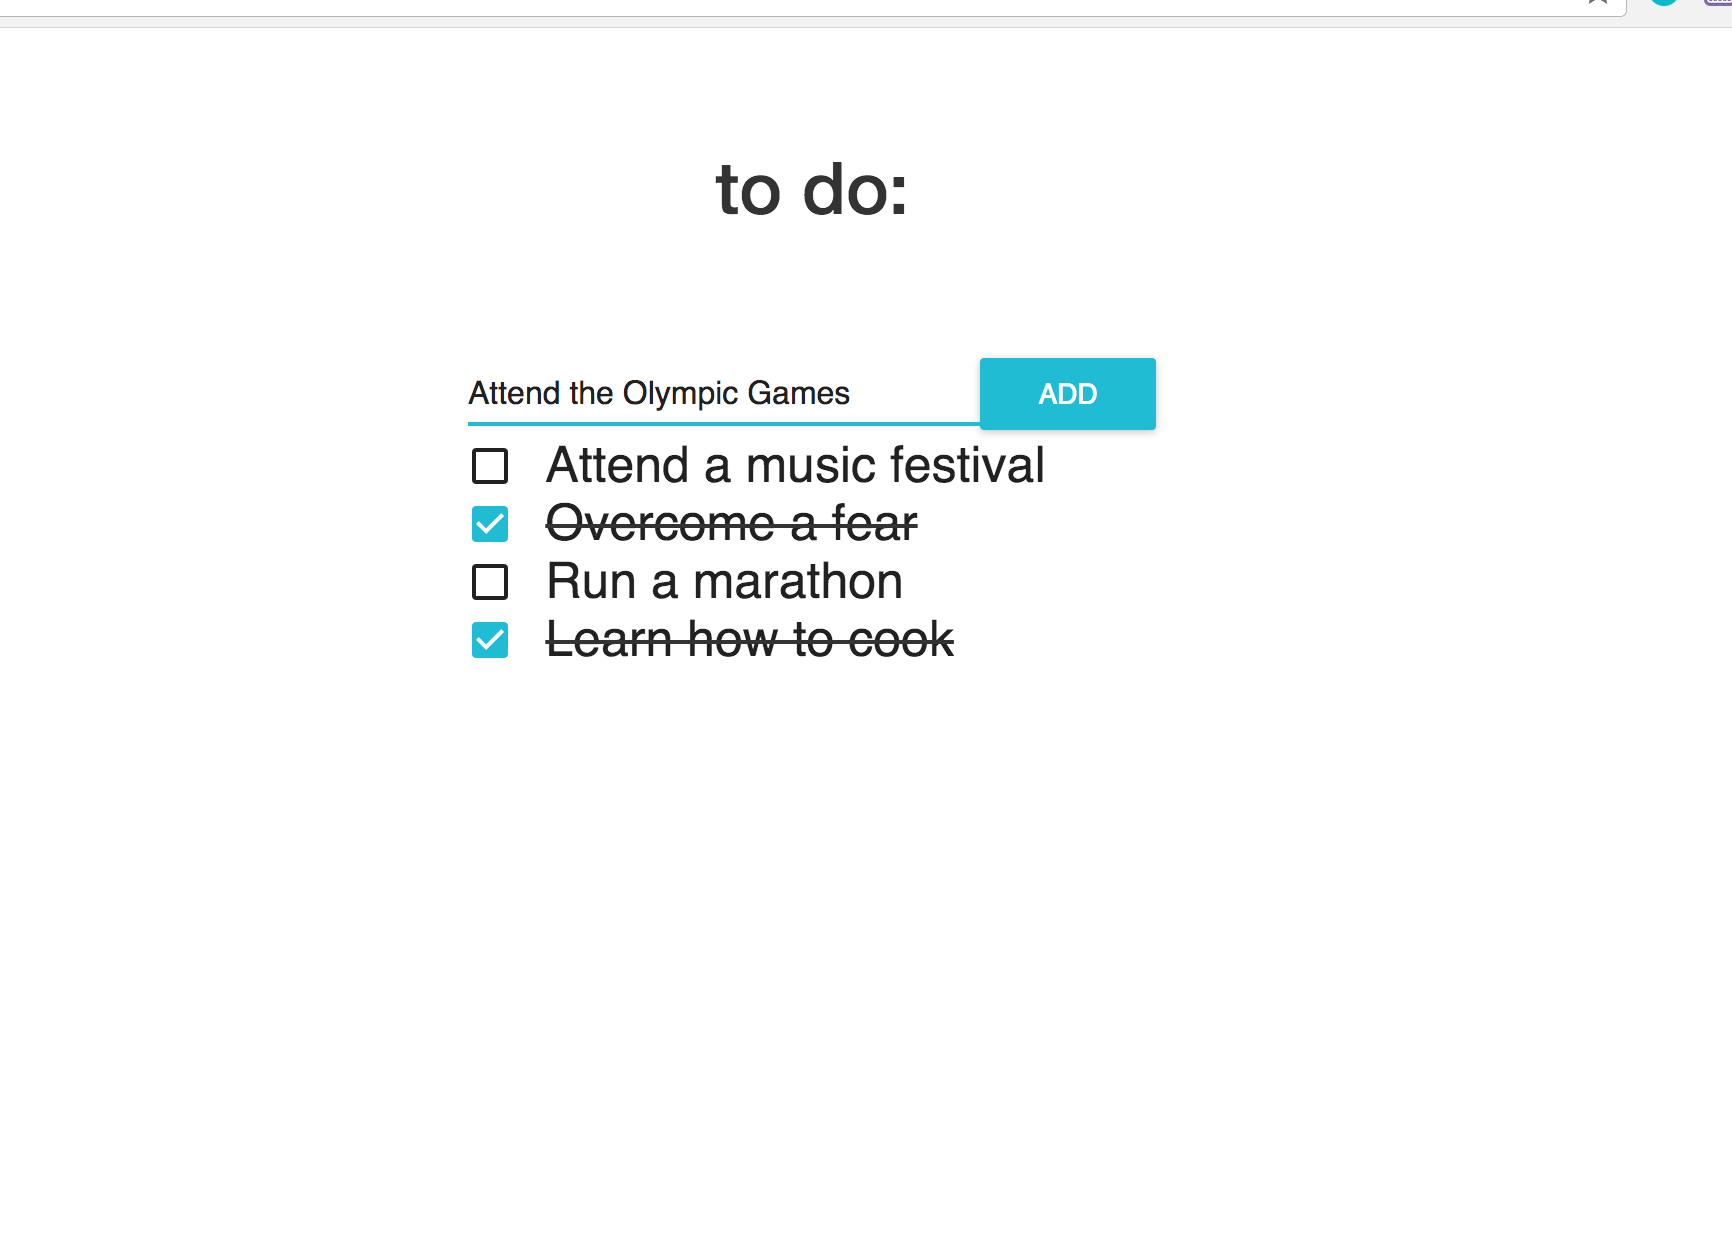 to do:
Attend the Olympic Games
ADD
Attend a music festival
Overcome a fear
Run a marathon
Learn how to cook